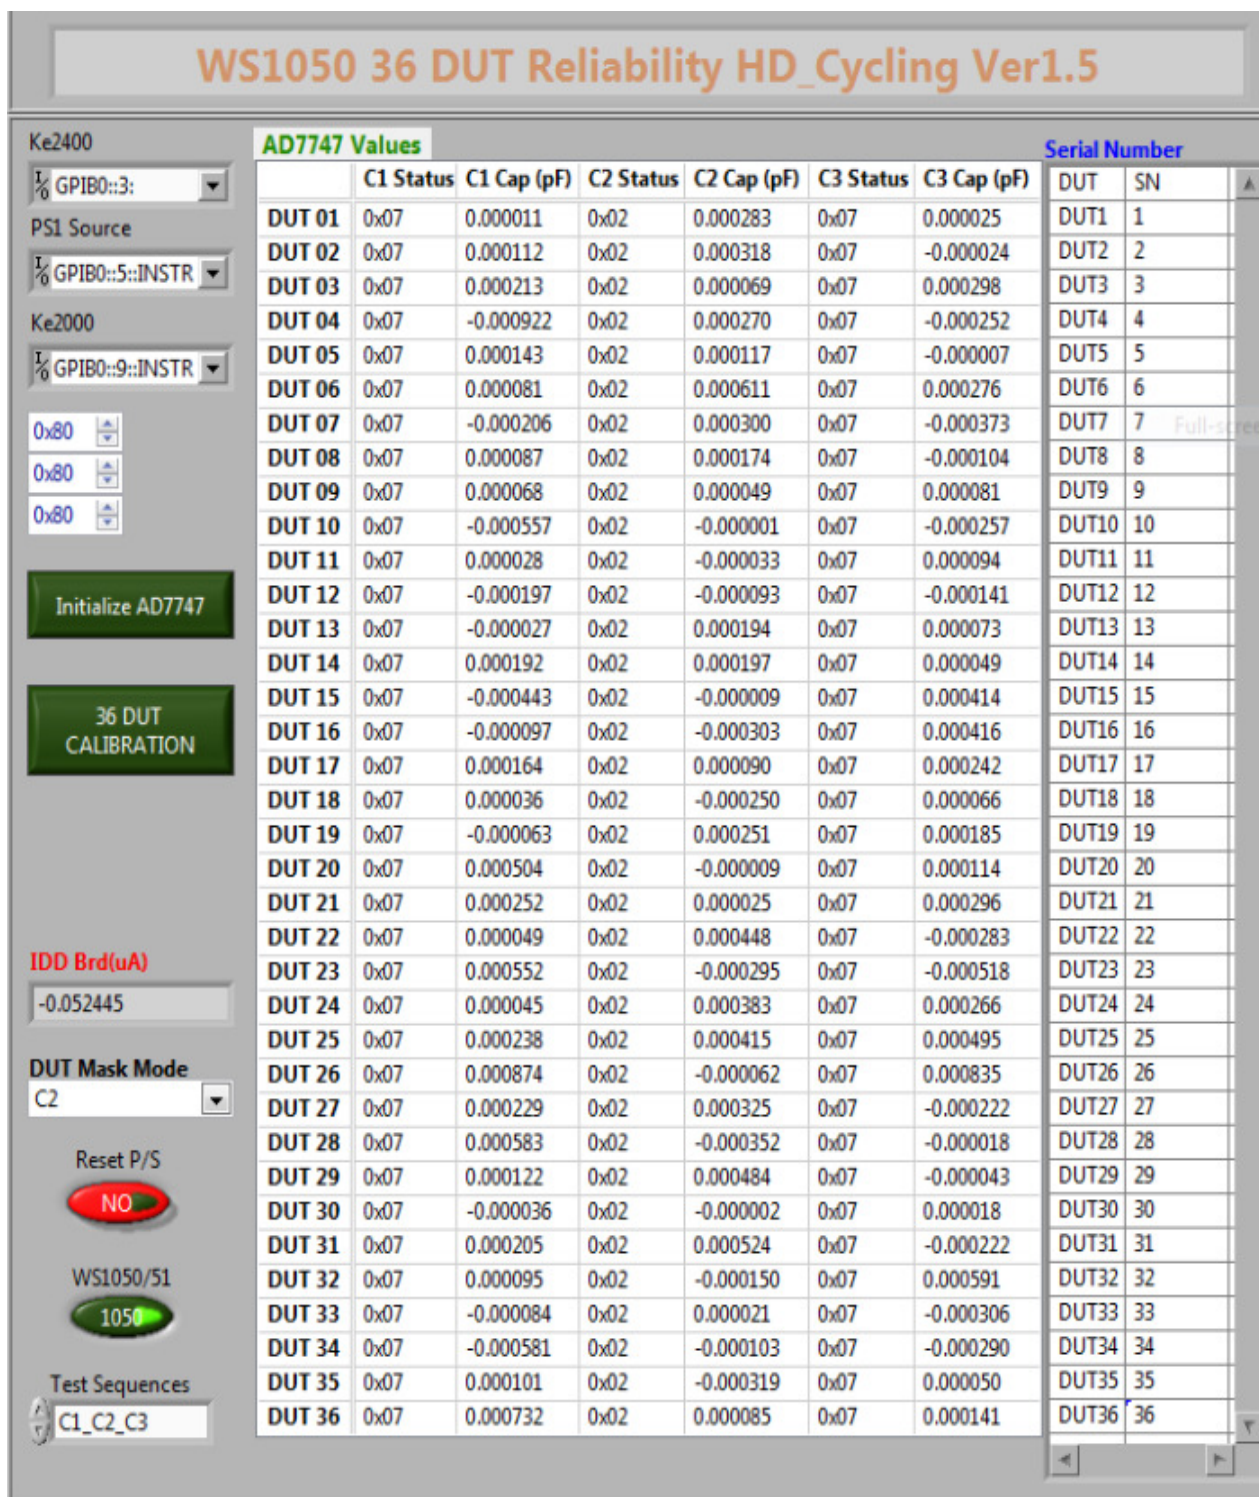 WS1050 36 DUT Reliability HD_Cycling Ver1.5
Ke2400
GPIB0::3:
PS1 Source
GPIB0::5::INSTR
Ke2000
GPIB0::9::INSTR
0x80
0x80
0x80
Initialize AD7747
36 DUT
CALIBRATION
IDD Brd(uA)
-0.052445
DUT Mask Mode
C2
Reset P/S
NO
WS1050/51
1050
Test Sequences
C1_C2_C3
AD7747 Values
C1 Status C1 Cap (pF) C2 Status C2 Cap (pF) C3 Status C3 Cap (pF)
DUT 01 0x07 0.000011 0x02 0.000283 0x07 0.000025
DUT 02 0x07 0.000112 0x02 0.000318 0x07 -0.000024
DUT 03 0x07 0.000213 0x02 0.000069 0x07 0.000298
DUT 04 0x07 -0.000922 0x02 0.000270 0x07 -0.000252
DUT 05 0x07 0.000143 0x02 0.000117 0x07 -0.000007
DUT 06 0x07 0.000081 0x02 0.000611 0x07 0.000276
DUT 07 0x07 -0.000206 0x02 0.000300 0x07 -0.000373
DUT 08 0x07 0.000087 0x02 0.000174 0x07 -0.000104
DUT 09 0x07 0.000068 0x02 0.000049 0x07 0.000081
DUT 10 0x07 -0.000557 0x02 -0.000001 0x07 -0.000257
DUT 11 0x07 0.000028 0x02 -0.000033 0x07 0.000094
DUT 12 0x07 -0.000197 0x02 -0.000093 0x07 -0.000141
DUT 13 0x07 -0.000027 0x02 0.000194 0x07 0.000073
DUT 14 0x07 0.000192 0x02 0.000197 0x07 0.000049
DUT 15 0x07 -0.000443 0x02 -0.000009 0x07 0.000414
DUT 16 0x07 -0.000097 0x02 -0.000303 0x07 0.000416
DUT 17 0x07 0.000164 0x02 0.000090 0x07 0.000242
DUT 18 0x07 0.000036 0x02 -0.000250 0x07 0.000066
DUT 19 0x07 -0.000063 0x02 0.000251 0x07 0.000185
DUT 20 0x07 0.000504 0x02 -0.000009 0x07 0.000114
DUT 21 0x07 0.000252 0x02 0.000025 0x07 0.000296
DUT 22 0x07 0.000049 0x02 0.000448 0x07 -0.000283
DUT 23 0x07 0.000552 0x02 -0.000295 0x07 -0.000518
DUT 24 0x07 0.000045 0x02 0.000383 0x07 0.000266
DUT 25 0x07 0.000238 0x02 0.000415 0x07 0.000495
DUT 26 0x07 0.000874 0x02 -0.000062 0x07 0.000835
DUT 27 0x07 0.000229 0x02 0.000325 0x07 -0.000222
DUT 28 0x07 0.000583 0x02 -0.000352 0x07 -0.000018
DUT 29 0x07 0.000122 0x02 0.000484 0x07 -0.000043
DUT 30 0x07 -0.000036 0x02 -0.000002 0x07 0.000018
DUT 31 0x07 0.000205 0x02 0.000524 0x07 -0.000222
DUT 32 0x07 0.000095 0x02 -0.000150 0x07 0.000591
DUT 33 0x07 -0.000084 0x02 0.000021 0x07 -0.000306
DUT 34 0x07 -0.000581 0x02 -0.000103 0x07 -0.000290
DUT 35 0x07 0.000101 0x02 -0.000319 0x07 0.000050
DUT 36 0x07 0.000732 0x02 0.000085 0x07 0.000141
Serial Number
DUT SN
DUT1 1
DUT2 2
DUT3 3
DUT4 4
DUT5 5
DUT6 6
DUT7 7 Full-scree
DUT8 8
DUT9 9
DUT10 10
DUT11 11
DUT12 12
DUT13 13
DUT14 14
DUT15 15
DUT16 16
DUT17 17
DUT18 18
DUT19 19
DUT20 20
DUT21 21
DUT22 22
DUT23 23
DUT24 24
DUT25 25
DUT26 26
DUT27 27
DUT28 28
DUT29 29
DUT30 30
DUT31 31
DUT32 32
DUT33 33
DUT34 34
DUT35 35
DUT36 36